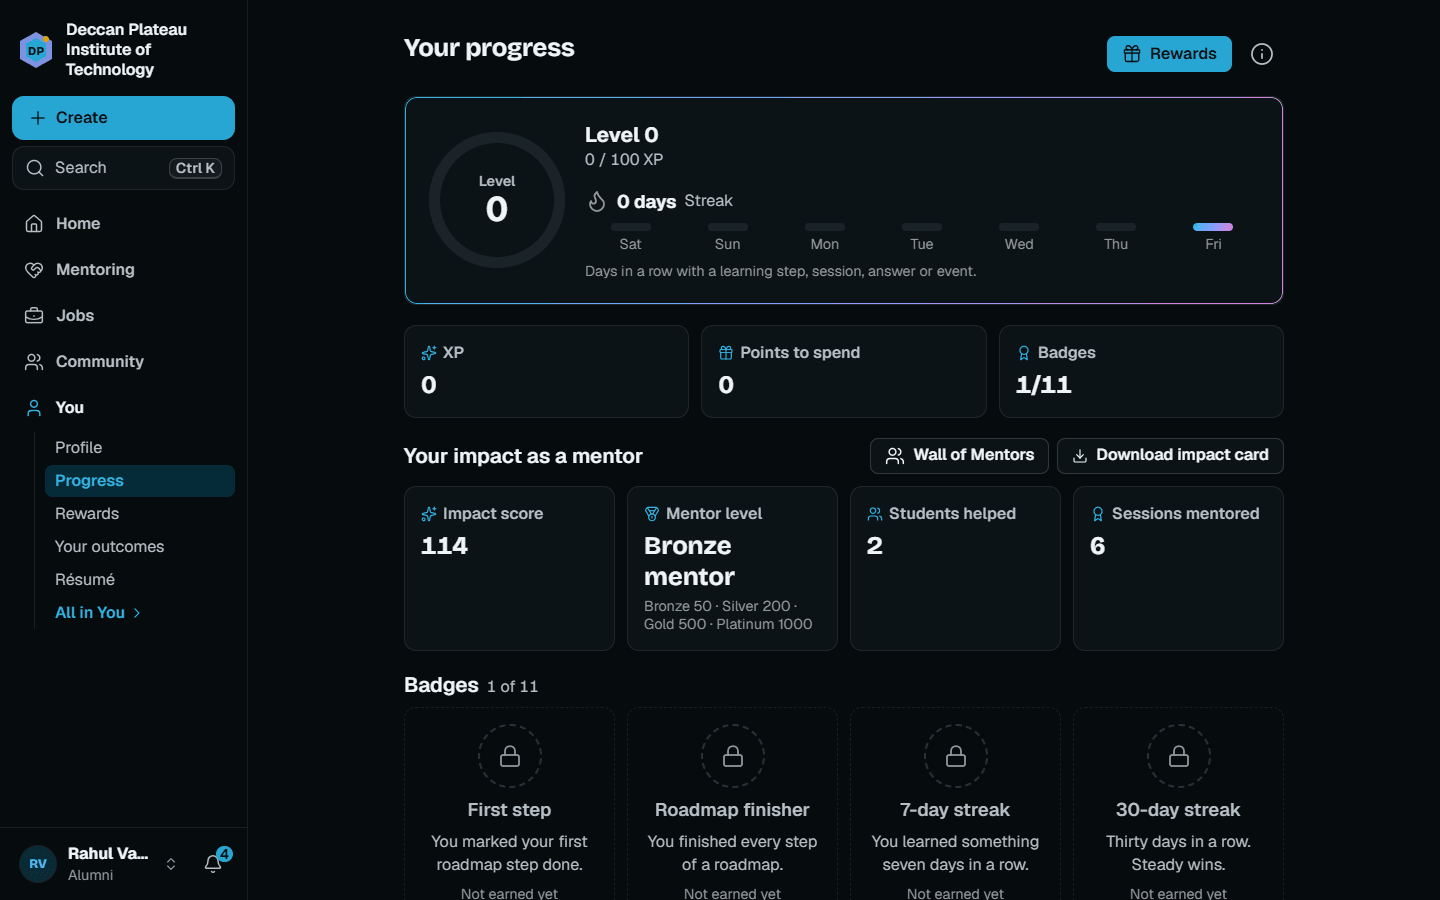 DP
Deccan Plateau
Institute of
Technology
Create
Search
Ctrl K
Home
Mentoring
Jobs
Community
You
Profile
Progress
Rewards
Your outcomes
Résumé
All in You
RV
Rahul Va...
Alumni
4
Your progress
Rewards
Level
0
Level 0
0 / 100 XP
0 days Streak
Sat Sun Mon Tue Wed Thu Fri
Days in a row with a learning step, session, answer or event.
XP
0
Points to spend
0
Badges
1/11
Your impact as a mentor
Wall of Mentors
Download impact card
Impact score
114
Mentor level
Bronze
mentor
Bronze 50 · Silver 200 ·
Gold 500 · Platinum 1000
Students helped
2
Sessions mentored
6
Badges 1 of 11
First step
You marked your first
roadmap step done.
Not earned yet
Roadmap finisher
You finished every step
of a roadmap.
Not earned yet
7-day streak
You learned something
seven days in a row.
Not earned yet
30-day streak
Thirty days in a row.
Steady wins.
Not earned yet